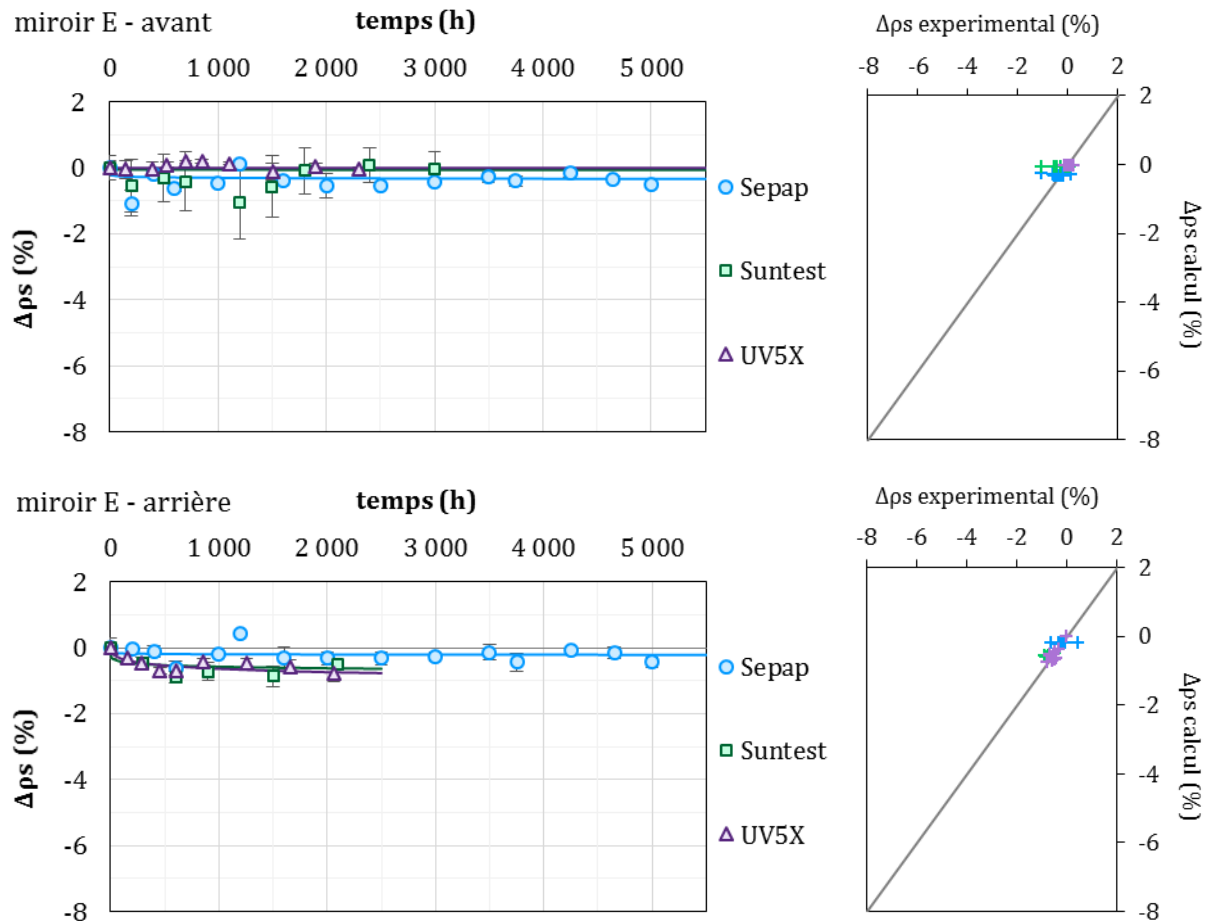 miroir E - avant
temps (h)
0 1 000 2 000 3 000 4 000 5 000
2
0
-2
-4
-6
-8
Δρs (%)
Sepap
Suntest
UV5X
Δρs experimental (%)
-8 -6 -4 -2 0 2
2
0
-2
-4
-6
-8
Δρs calcul (%)
miroir E - arrière
temps (h)
0 1 000 2 000 3 000 4 000 5 000
2
0
-2
-4
-6
-8
Δρs (%)
Sepap
Suntest
UV5X
Δρs experimental (%)
-8 -6 -4 -2 0 2
2
0
-2
-4
-6
-8
Δρs calcul (%)